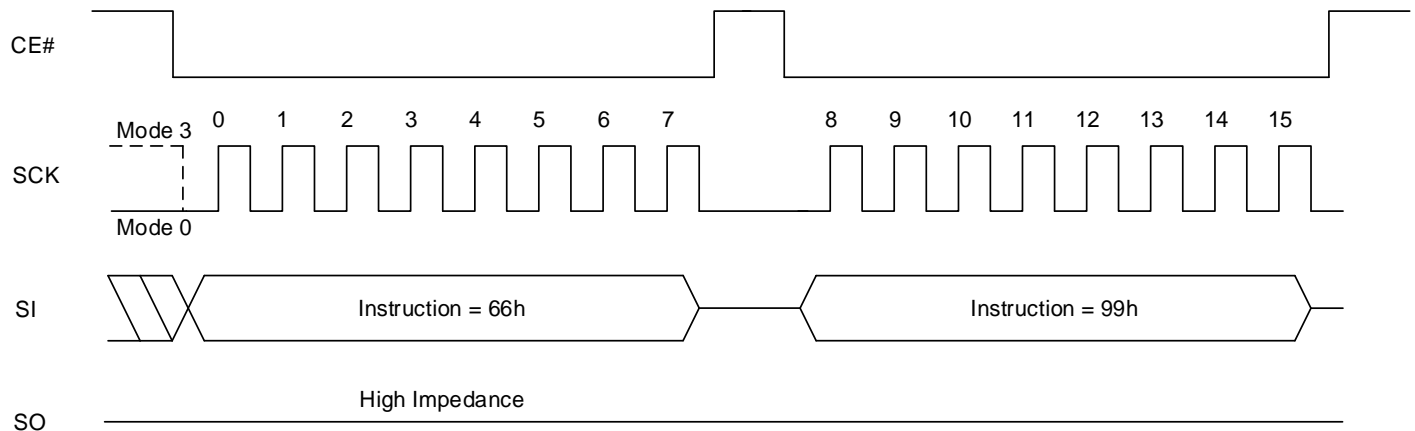 CE#
Mode 3
0 1 2 3 4 5 6 7 8 9 10 11 12 13 14 15
SCK
Mode 0
SI
Instruction = 66h
Instruction = 99h
High Impedance
SO